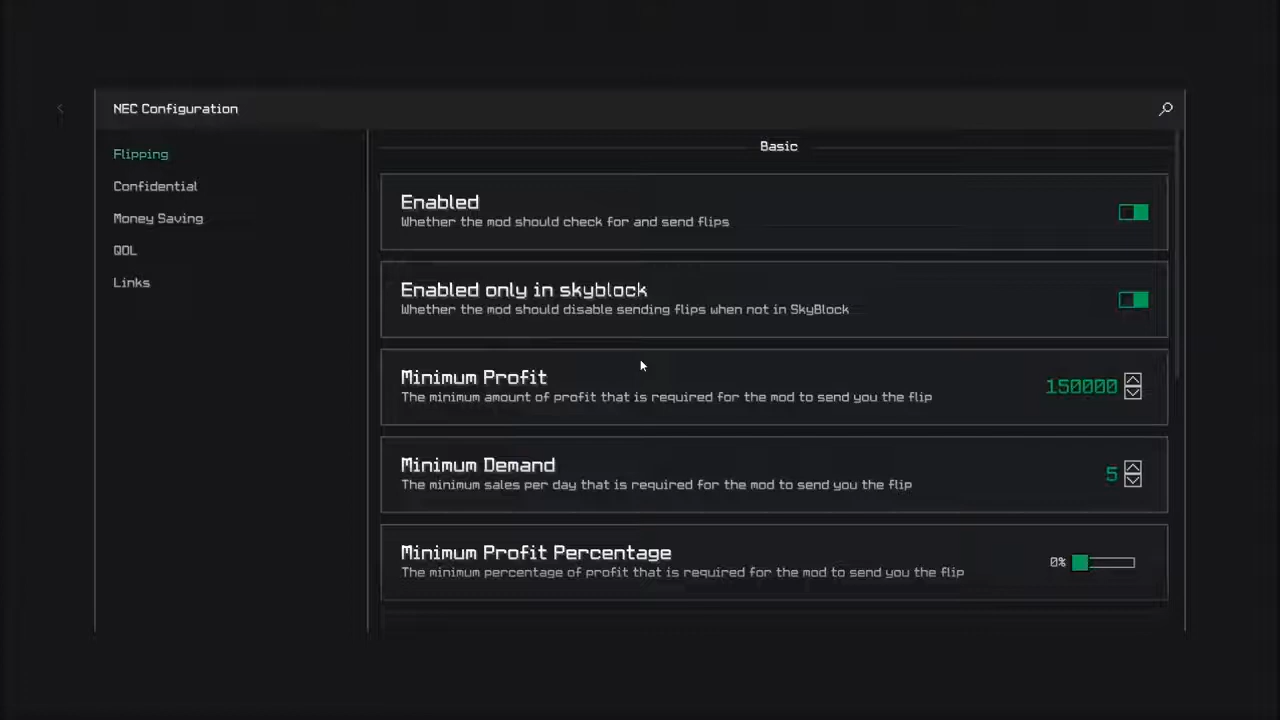 NEC Configuration
Flipping
Confidential
Money Saving
QOL
Links
Basic
Enabled
Whether the mod should check for and send flips
Enabled only in skyblock
Whether the mod should disable sending flips when not in SkyBlock
Minimum Profit
The minimum amount of profit that is required for the mod to send you the flip
150000
Minimum Demand
The minimum sales per day that is required for the mod to send you the flip
5
Minimum Profit Percentage
The minimum percentage of profit that is required for the mod to send you the flip
0%